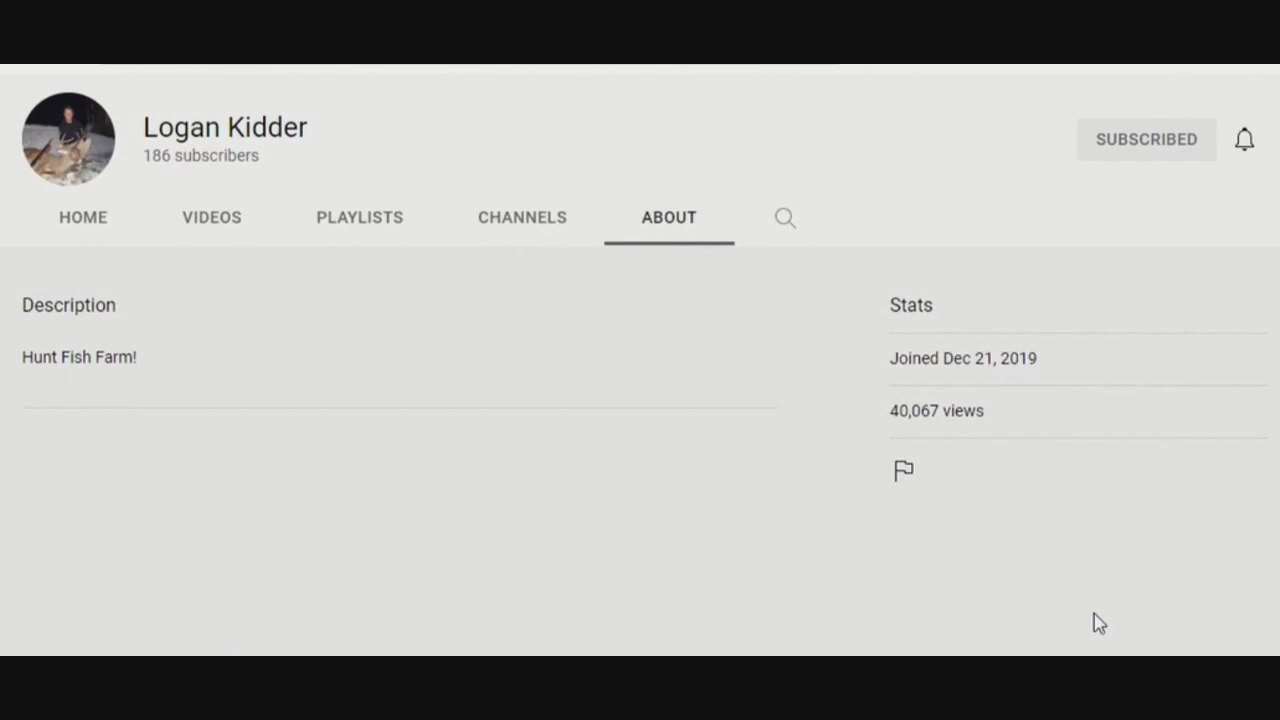 Logan Kidder
186 subscribers
SUBSCRIBED
HOME VIDEOS PLAYLISTS CHANNELS ABOUT
Description
Hunt Fish Farm!
Stats
Joined Dec 21, 2019
40,067 views